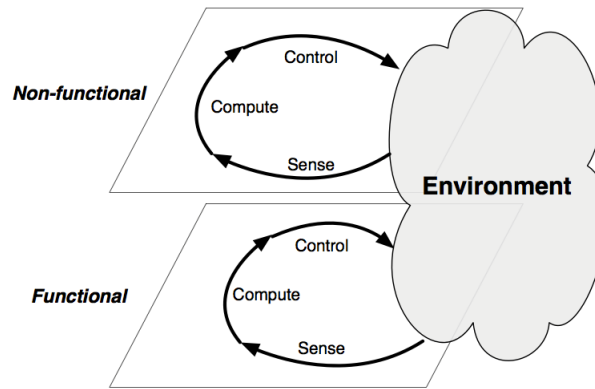 Control
Non-functional
Compute
Sense
Environment
Control
Functional
Compute
Sense